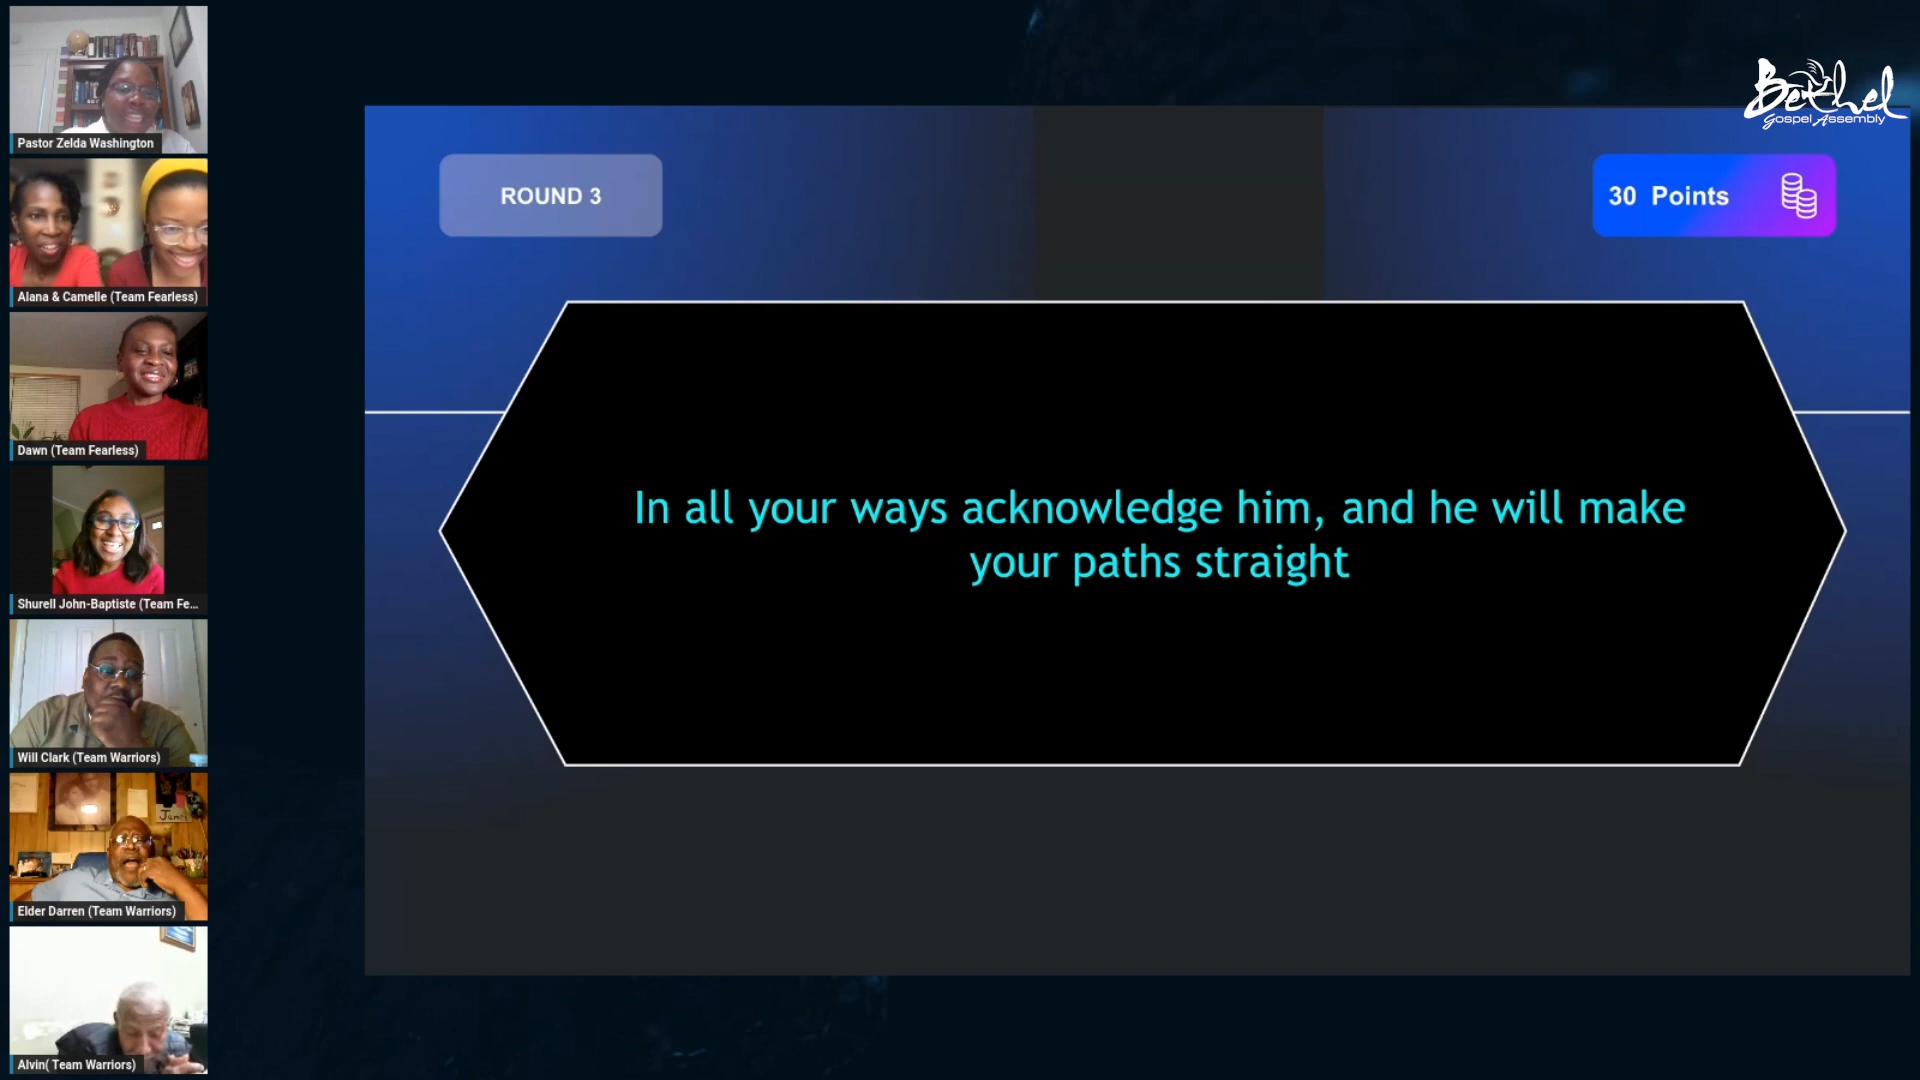 Bethel
Gospel Assembly
ROUND 3
30 Points
In all your ways acknowledge him, and he will make
your paths straight
Pastor Zelda Washington
Alana & Camelle (Team Fearless)
Dawn (Team Fearless)
Shurell John-Baptiste (Team Fe...
Will Clark (Team Warriors)
Elder Darren (Team Warriors)
Alvin( Team Warriors)